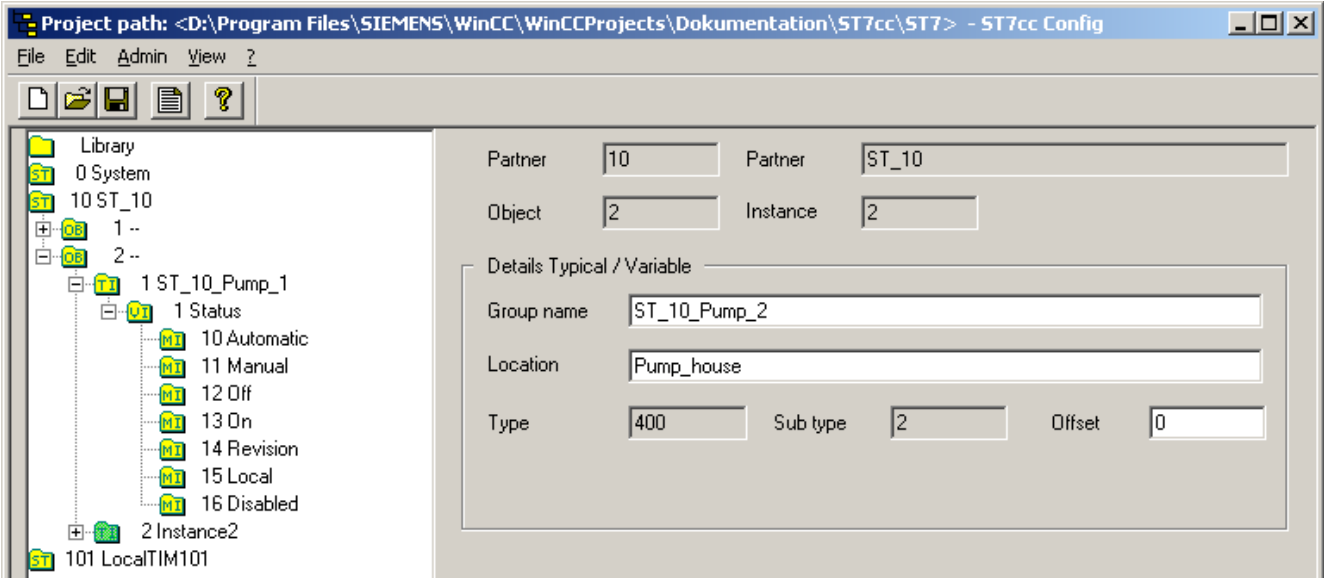 Project path: <D:\Program Files\SIEMENS\WinCC\WinCCProjects\Dokumentation\ST7cc\ST7> - ST7cc Config
File Edit Admin View ?
Library
ST 0 System
ST 10 ST_10
OB 1 --
OB 2 --
TI 1 ST_10_Pump_1
VI 1 Status
MI 10 Automatic
MI 11 Manual
MI 12 Off
MI 13 On
MI 14 Revision
MI 15 Local
MI 16 Disabled
TI 2 Instance2
ST 101 LocalTIM101
Partner 10 Partner ST_10
Object 2 Instance 2
Details Typical / Variable
Group name ST_10_Pump_2
Location Pump_house
Type 400 Sub type 2 Offset 0